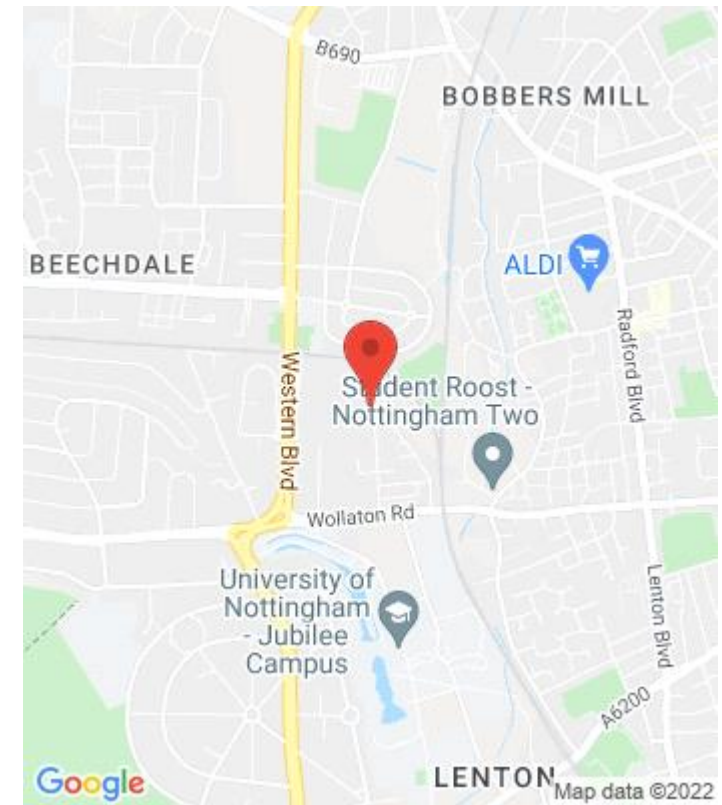 B690
BOBBERS MILL
BEECHDALE
ALDI
Radford Blvd
Western Blvd
Student Roost -
Nottingham Two
Wollaton Rd
University of
Nottingham
- Jubilee
Campus
Lenton Blvd
A6200
LENTON
Google
Map data ©2022